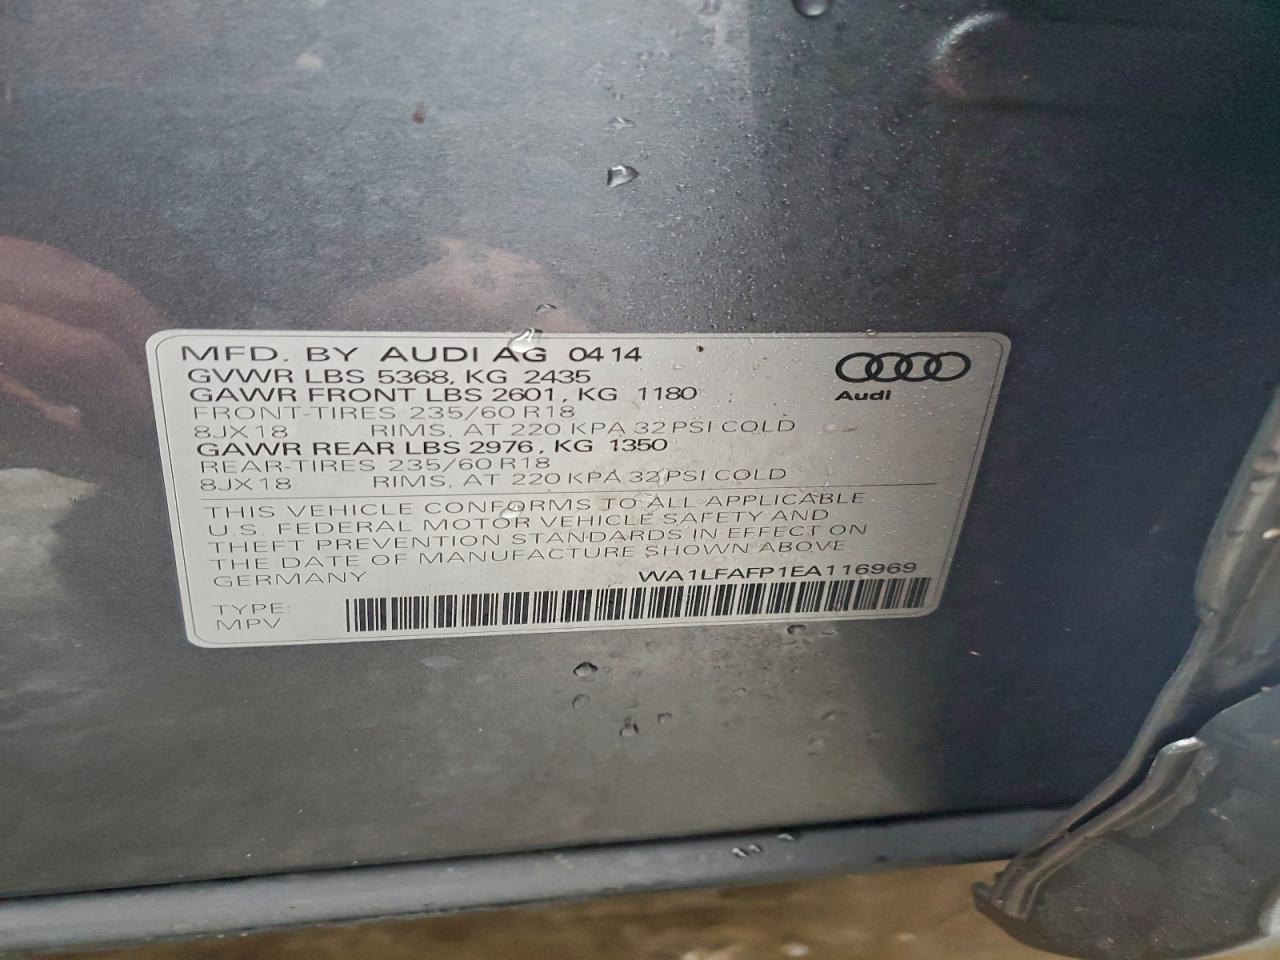 MFD. BY AUDI AG 0414
GVWR LBS 5368, KG 2435
GAWR FRONT LBS 2601, KG 1180
FRONT-TIRES 235/60 R18
8JX18 RIMS, AT 220 KPA 32 PSI COLD
GAWR REAR LBS 2976, KG 1350
REAR-TIRES 235/60 R18
8JX18 RIMS, AT 220 KPA 32 PSI COLD
Audi
THIS VEHICLE CONFORMS TO ALL APPLICABLE
U.S. FEDERAL MOTOR VEHICLE SAFETY AND
THEFT PREVENTION STANDARDS IN EFFECT ON
THE DATE OF MANUFACTURE SHOWN ABOVE
GERMANY WA1LFAFP1EA116969
TYPE:
MPV